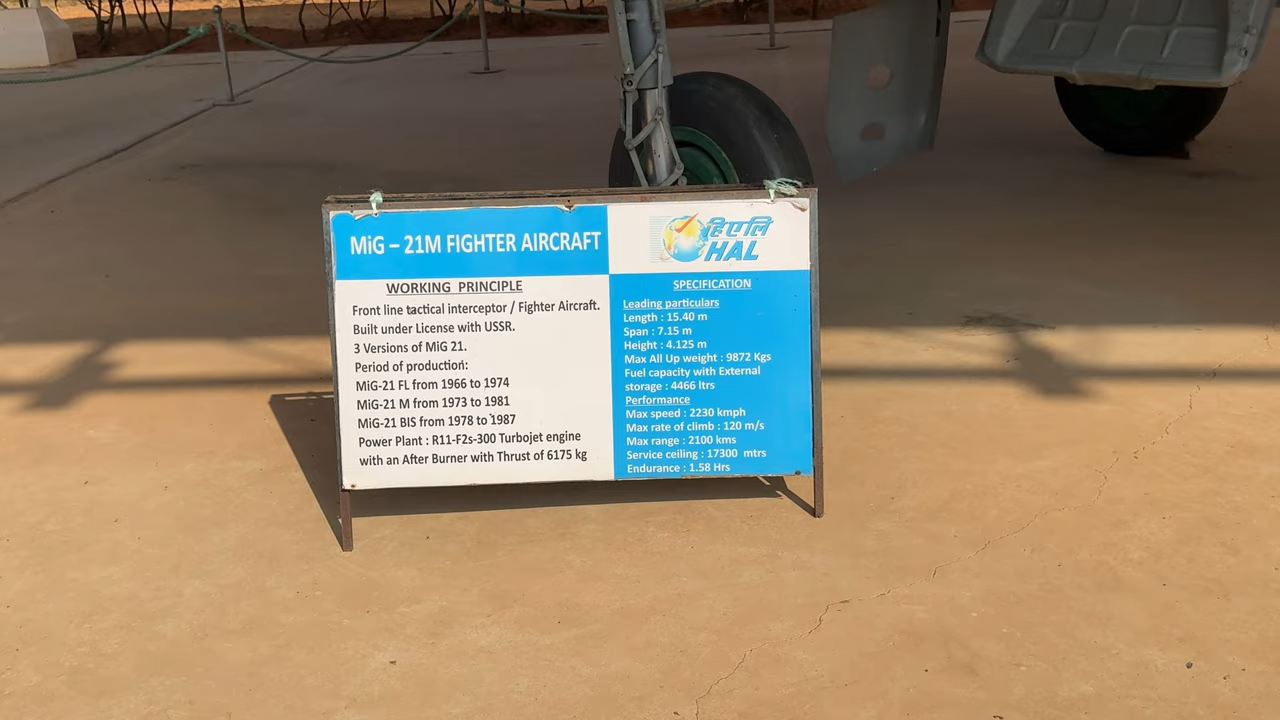 MiG – 21M FIGHTER AIRCRAFT
हिएलि
HAL
WORKING PRINCIPLE
Front line tactical interceptor / Fighter Aircraft.
Built under License with USSR.
3 Versions of MiG 21.
Period of production:
MiG-21 FL from 1966 to 1974
MiG-21 M from 1973 to 1981
MiG-21 BIS from 1978 to 1987
Power Plant : R11-F2s-300 Turbojet engine
with an After Burner with Thrust of 6175 kg
SPECIFICATION
Leading particulars
Length : 15.40 m
Span : 7.15 m
Height : 4.125 m
Max All Up weight : 9872 Kgs
Fuel capacity with External
storage : 4466 ltrs
Performance
Max speed : 2230 kmph
Max rate of climb : 120 m/s
Max range : 2100 kms
Service ceiling : 17300 mtrs
Endurance : 1.58 Hrs